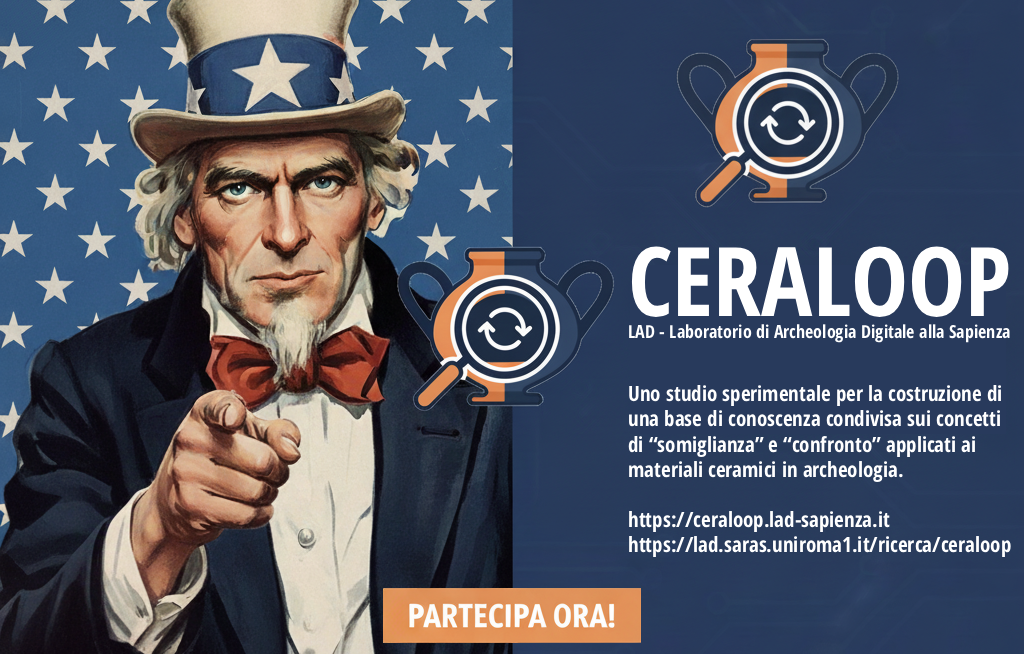 CERALOOP
LAD - Laboratorio di Archeologia Digitale alla Sapienza
Uno studio sperimentale per la costruzione di
una base di conoscenza condivisa sui concetti
di “somiglianza” e “confronto” applicati ai
materiali ceramici in archeologia.
https://ceraloop.lad-sapienza.it
https://lad.saras.uniroma1.it/ricerca/ceraloop
PARTECIPA ORA!